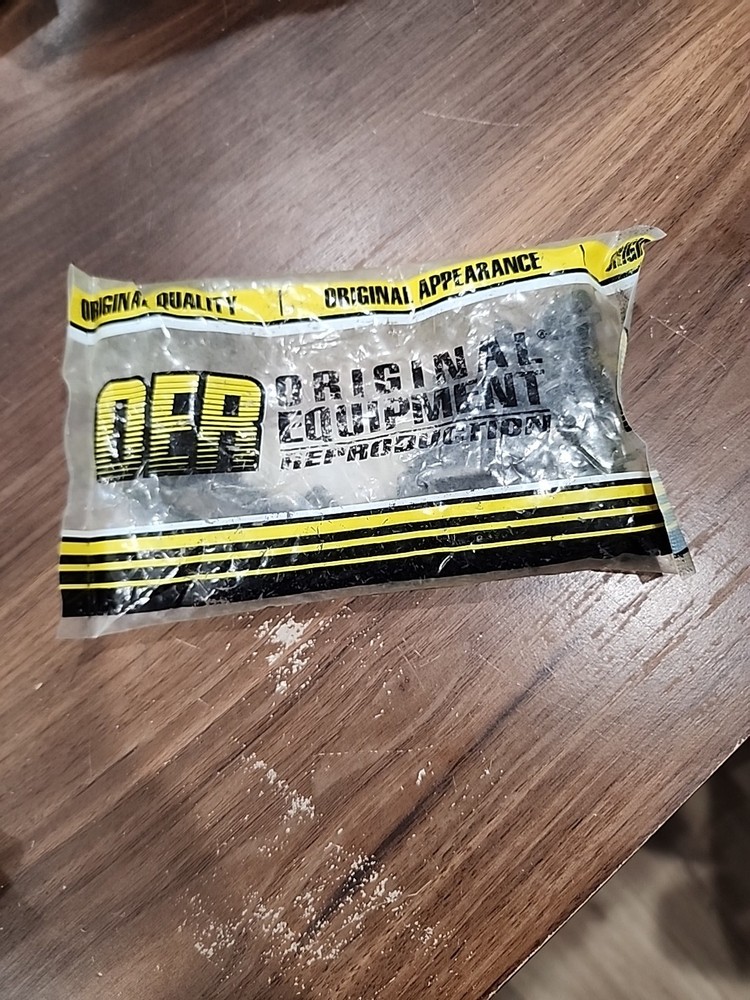 ORIGINAL QUALITY | ORIGINAL APPEARANCE |
OER
ORIGINAL
EQUIPMENT®
REPRODUCTION